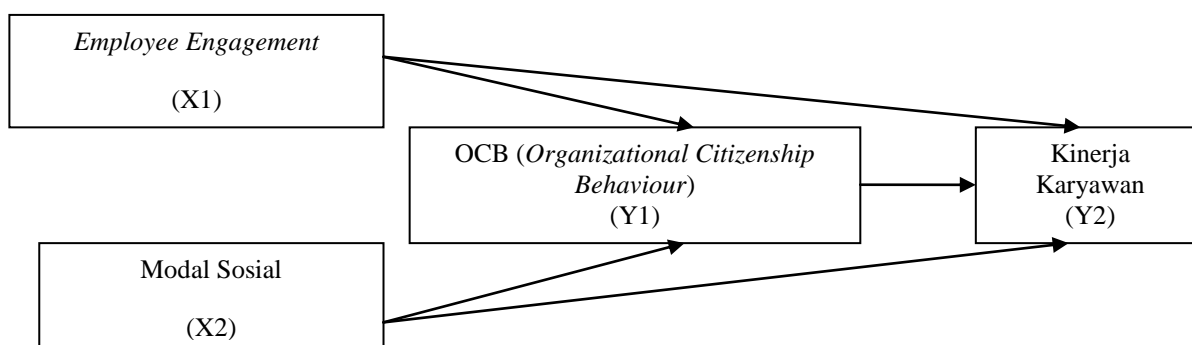 Employee Engagement
(X1)
OCB (Organizational Citizenship
Behaviour)
(Y1)
Kinerja
Karyawan
(Y2)
Modal Sosial
(X2)